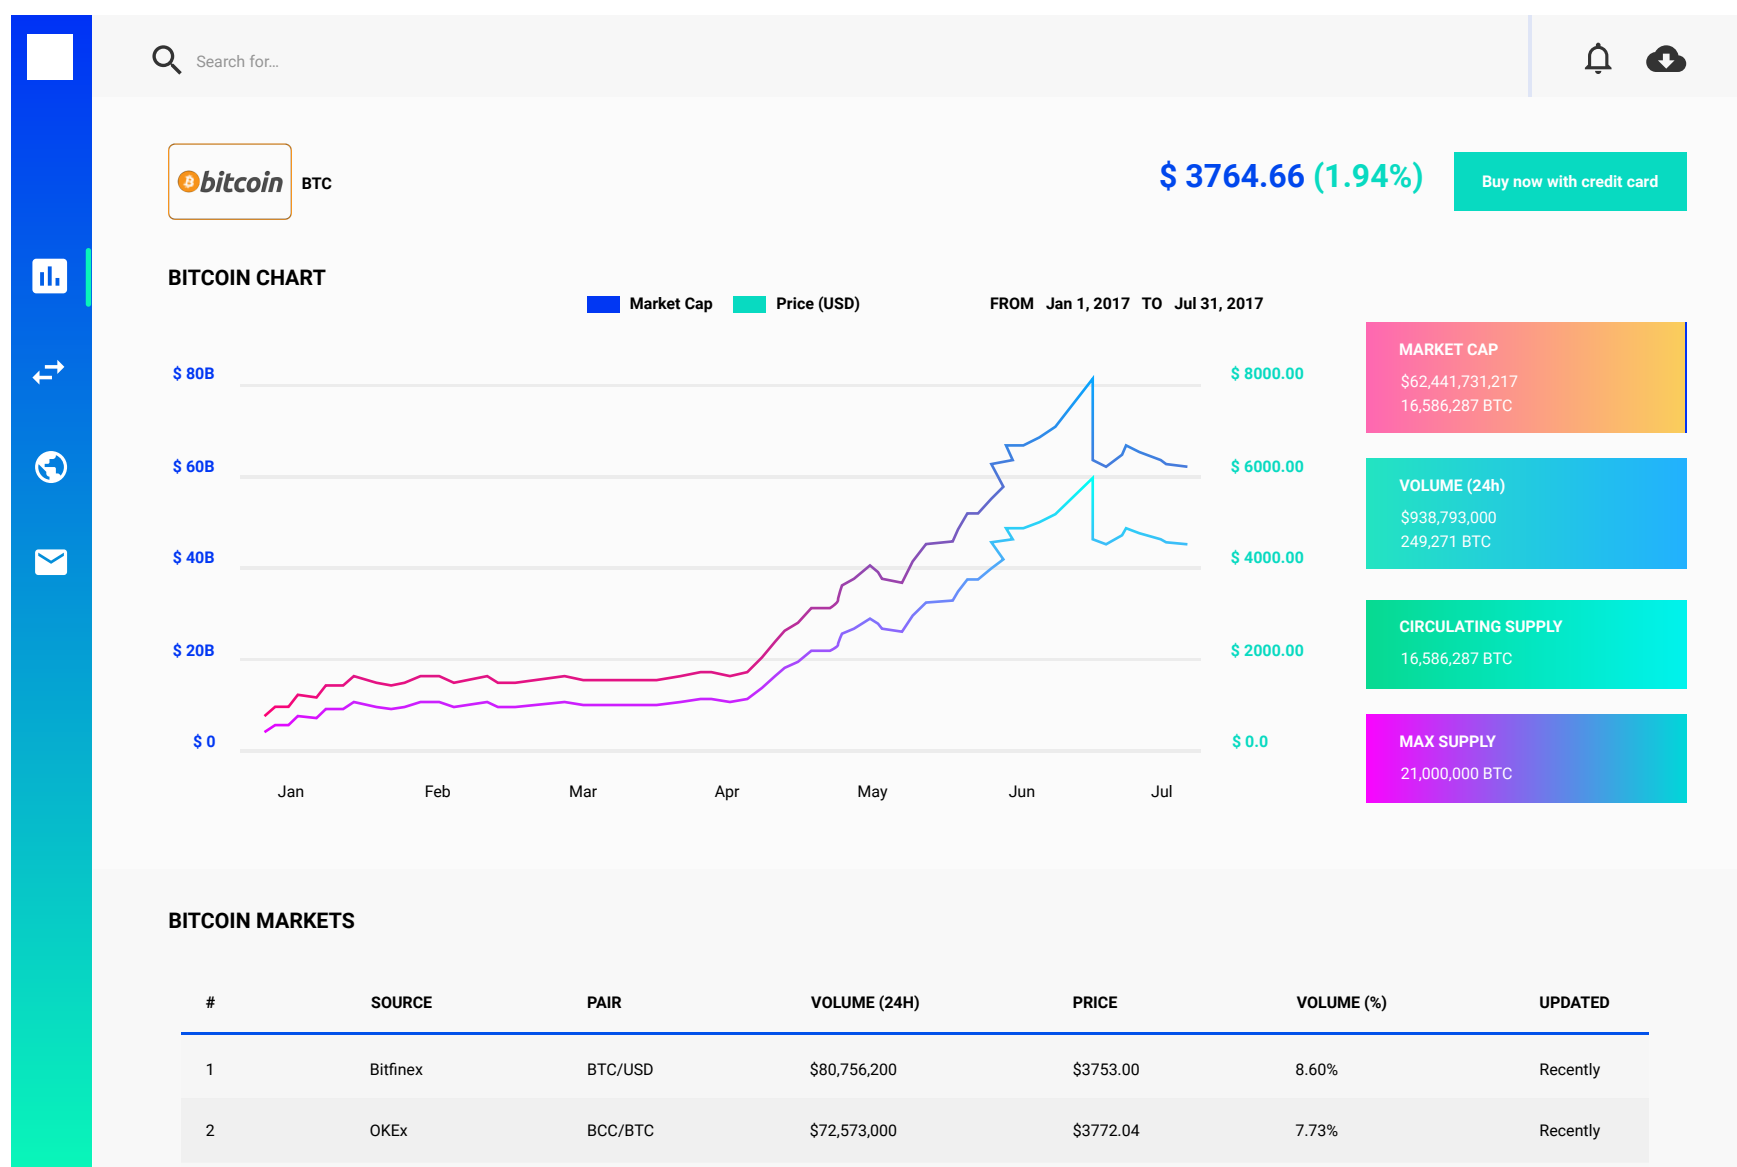 Search for...
bitcoin
BTC
$ 3764.66 (1.94%)
Buy now with credit card
BITCOIN CHART
Market Cap
Price (USD)
FROM Jan 1, 2017 TO Jul 31, 2017
$ 80B
$ 60B
$ 40B
$ 20B
$ 0
$ 8000.00
$ 6000.00
$ 4000.00
$ 2000.00
$ 0.0
Jan Feb Mar Apr May Jun Jul
MARKET CAP
$62,441,731,217
16,586,287 BTC
VOLUME (24h)
$938,793,000
249,271 BTC
CIRCULATING SUPPLY
16,586,287 BTC
MAX SUPPLY
21,000,000 BTC
BITCOIN MARKETS
# SOURCE PAIR VOLUME (24H) PRICE VOLUME (%) UPDATED
1 Bitfinex BTC/USD $80,756,200 $3753.00 8.60% Recently
2 OKEx BCC/BTC $72,573,000 $3772.04 7.73% Recently